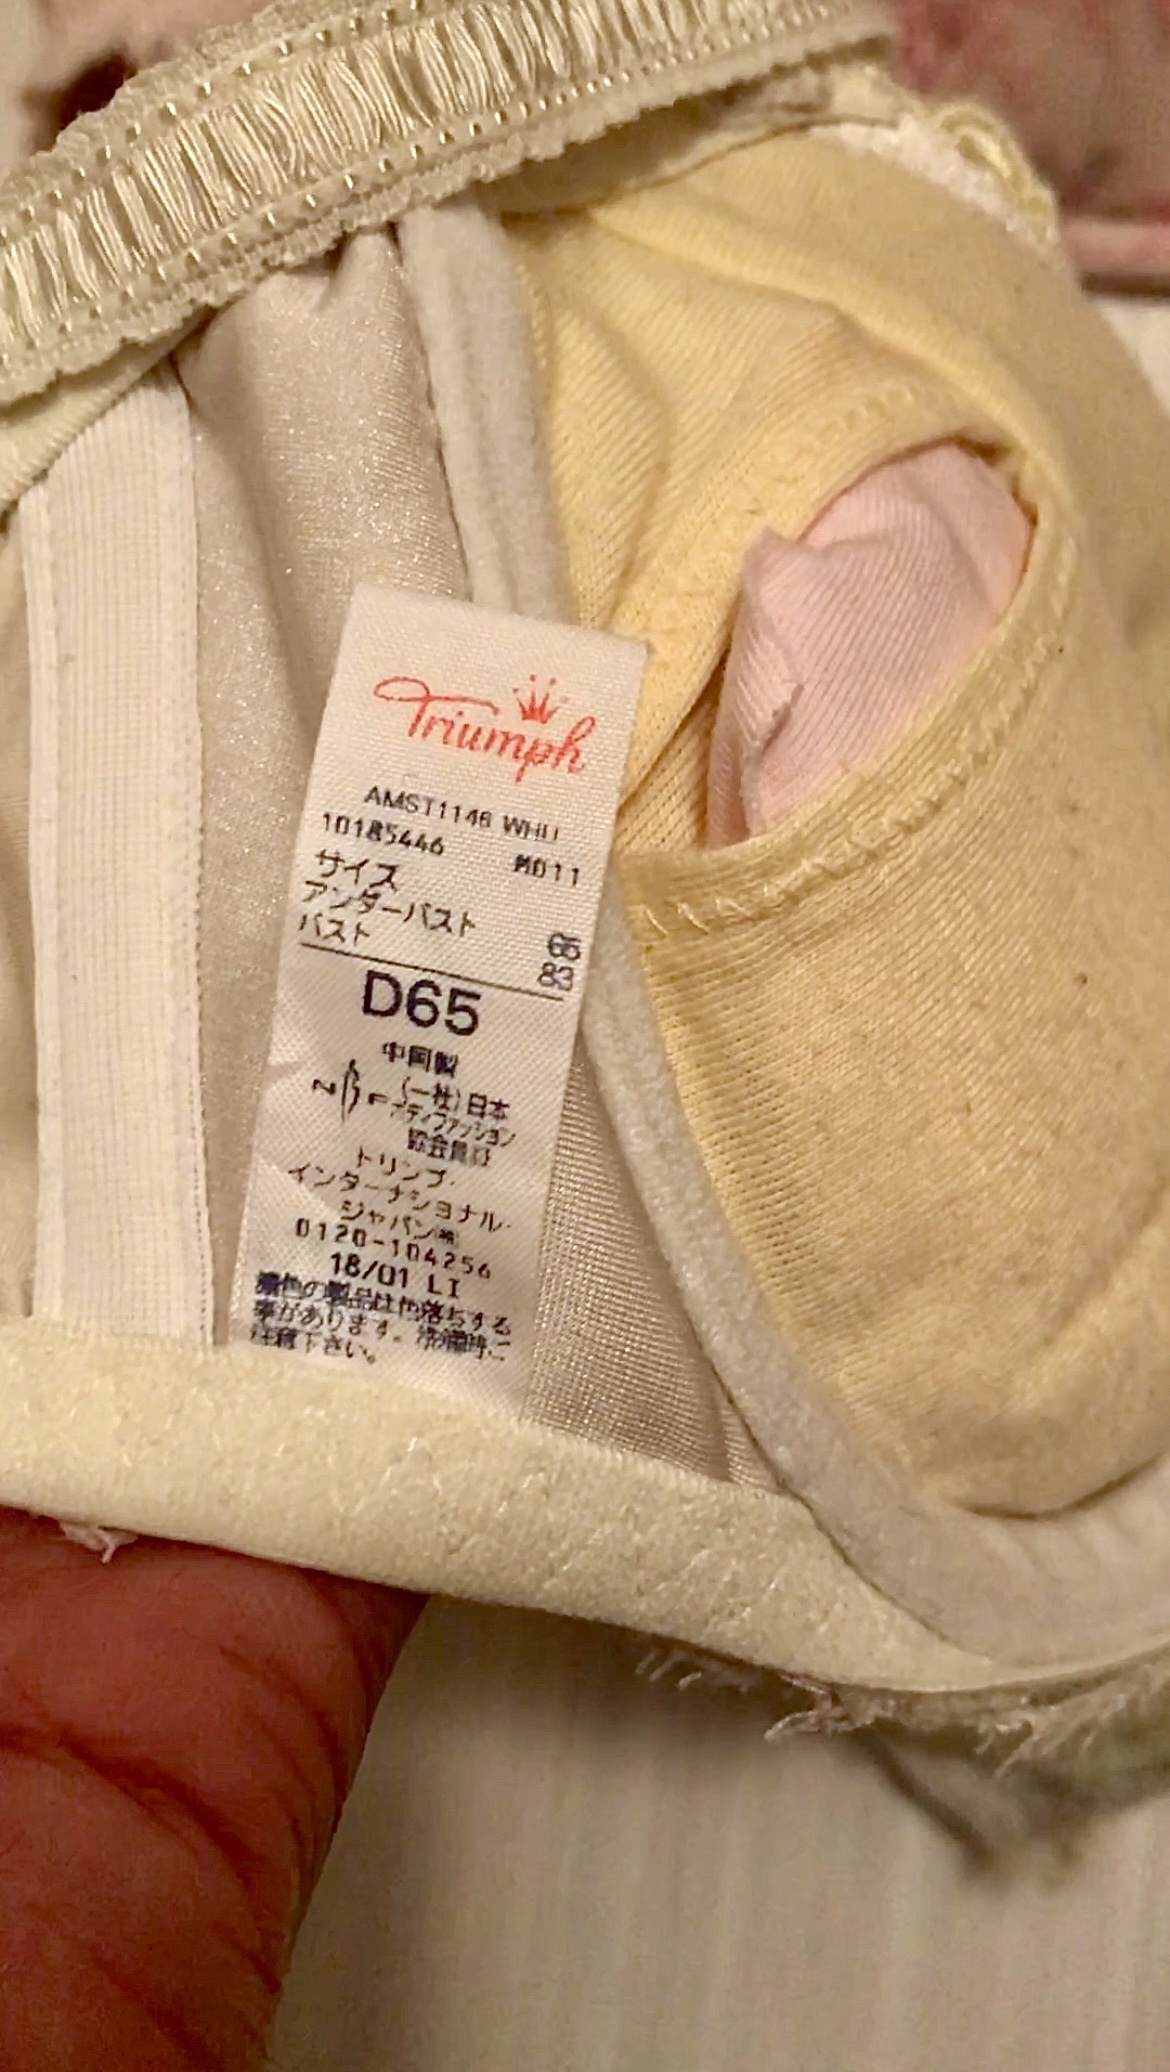 Triumph
AMST1146 WHU
10185446 M011
サイズ
アンダーバスト 65
バスト 83
D65
中国製
NBF (一社)日本
ボディファッション
協会員
トリンプ・
インターナショナル・
ジャパン㈱
0120-104256
18/01 LI
濃色の製品は色落ちする
事があります。洗濯時に
注意下さい。